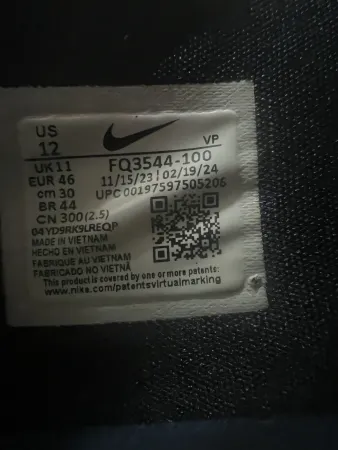 US
12
VP
UK 11
FQ3544-100
EUR 46
11/15/23 | 02/19/24
cm 30
UPC 00197597505206
BR 44
CN 300 (2.5)
04YD9RK9LREQP
MADE IN VIETNAM
HECHO EN VIETNAM
FABRIQUE AU VIETNAM
FABRICADO NO VIETNÃ
This product is covered by one or more patents:
www.nike.com/patentsvirtualmarking